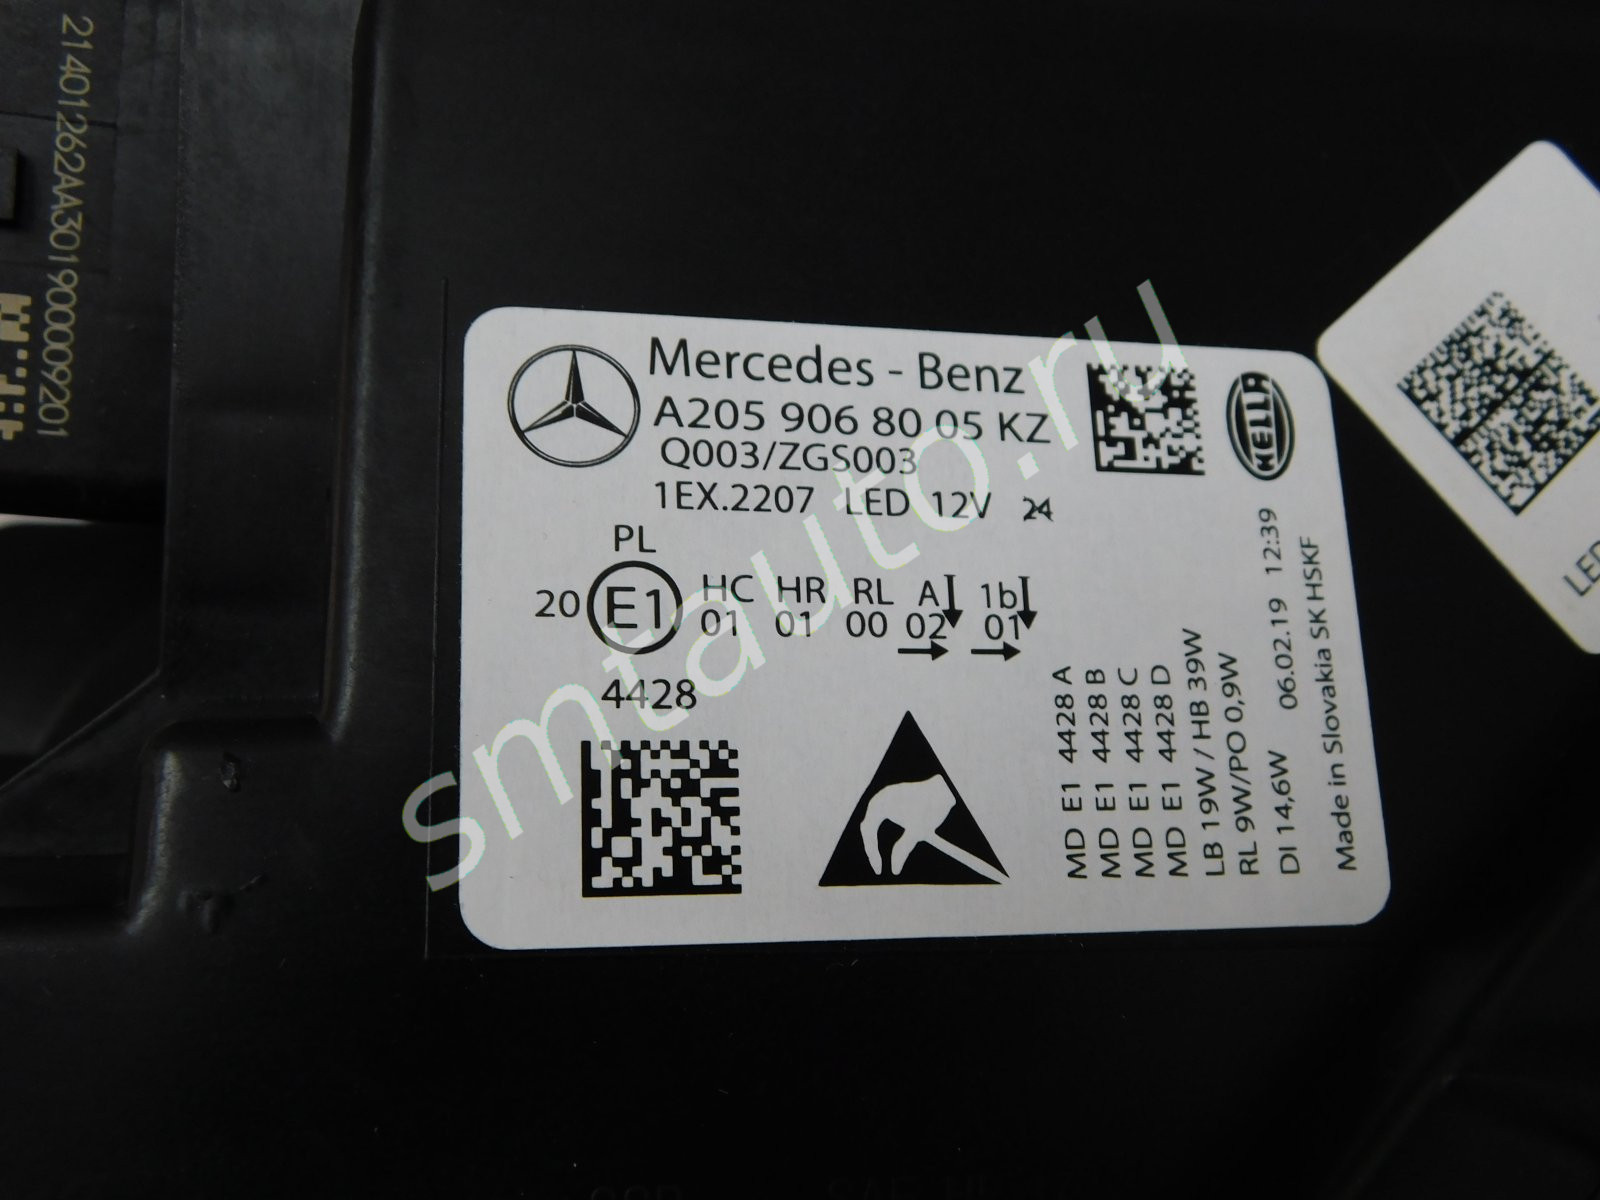 21401262AA3019000009201
Mercedes - Benz
A205 906 80 05 KZ
Q003/ZGS003
1EX.2207 LED 12V
HELLA
PL
20 E1 HC HR RL A 1b
01 01 00 02 01
4428
MD E1 4428 A
MD E1 4428 B
MD E1 4428 C
MD E1 4428 D
LB 19W / HB 39W
RL 9W/PO 0,9W
DI 14,6W 06.02.19 12:39
Made in Slovakia SK HSKF
LED
smtauto.ru